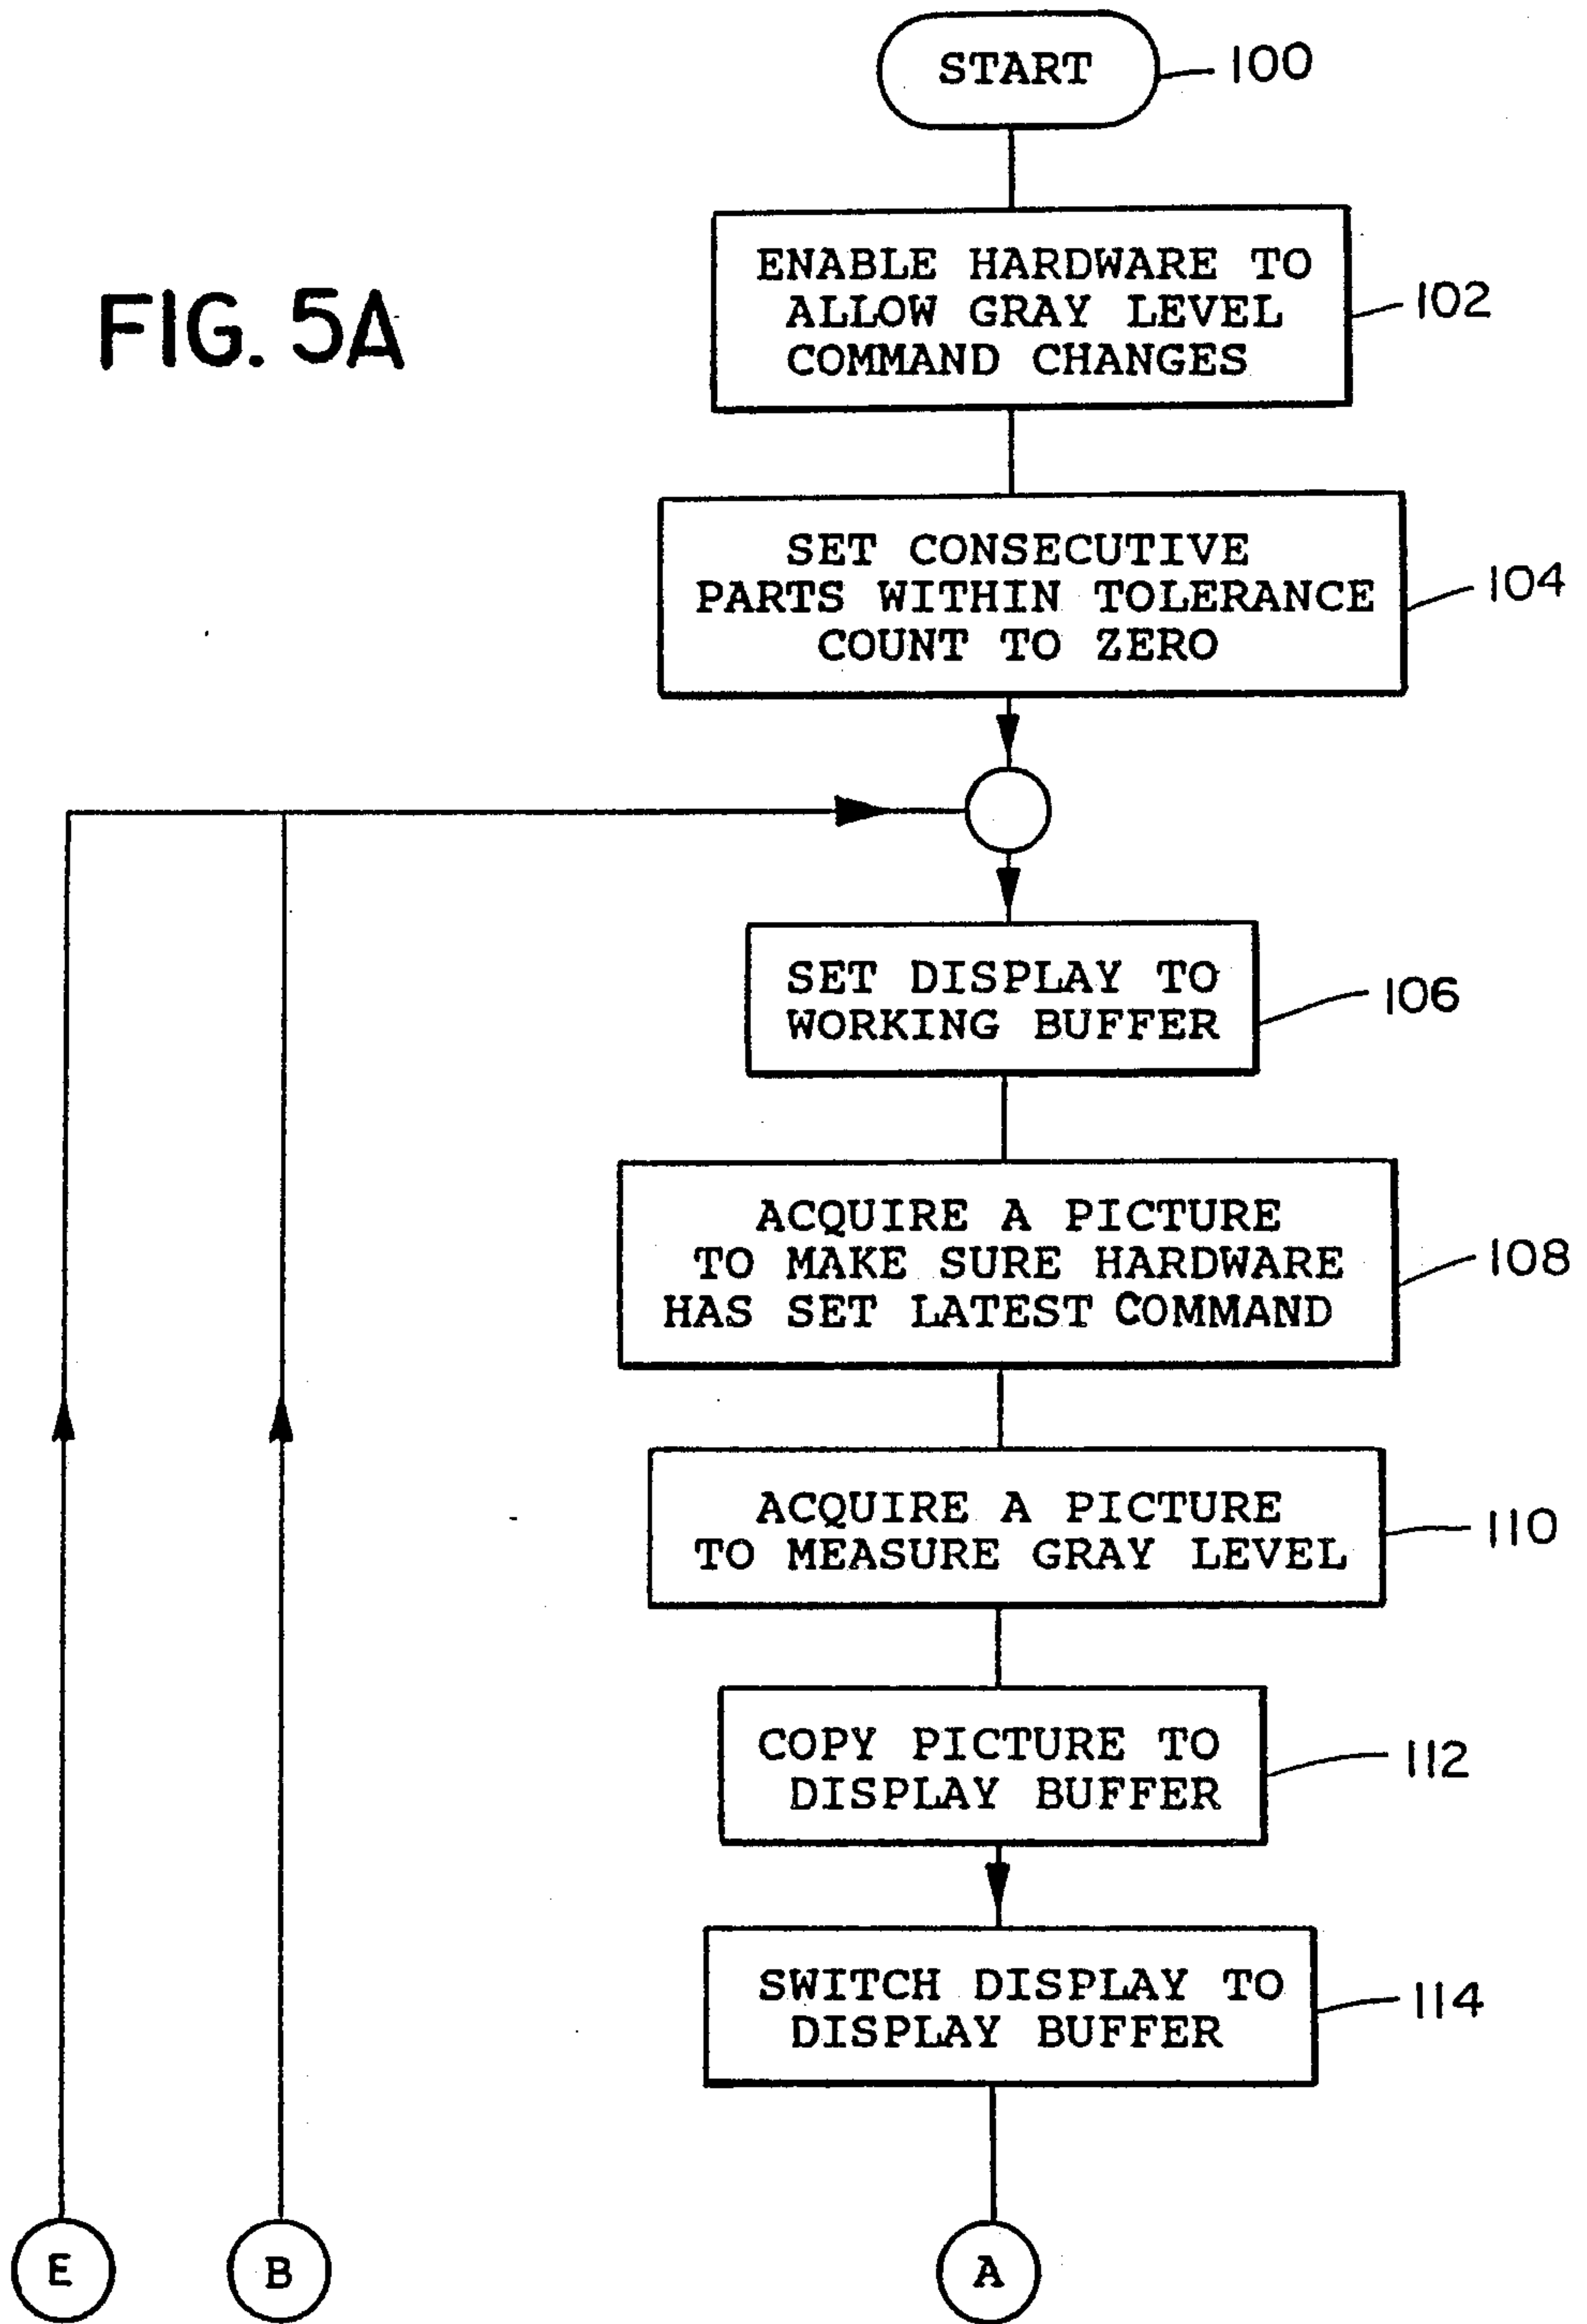 START
100
FIG. 5A
ENABLE HARDWARE TO
ALLOW GRAY LEVEL
COMMAND CHANGES
102
SET CONSECUTIVE
PARTS WITHIN TOLERANCE
COUNT TO ZERO
104
SET DISPLAY TO
WORKING BUFFER
106
ACQUIRE A PICTURE
TO MAKE SURE HARDWARE
HAS SET LATEST COMMAND
108
ACQUIRE A PICTURE
TO MEASURE GRAY LEVEL
110
COPY PICTURE TO
DISPLAY BUFFER
112
SWITCH DISPLAY TO
DISPLAY BUFFER
114
E
B
A